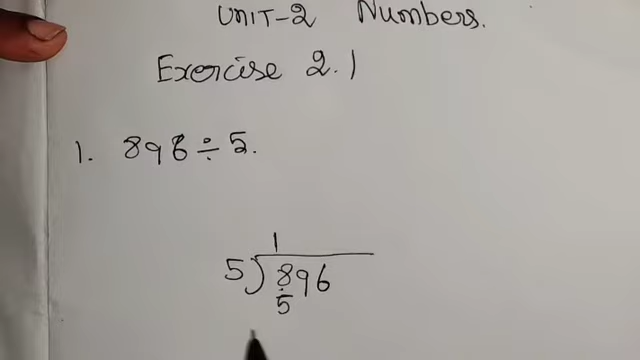 UNIT-2 Numbers.
Exercise 2.1
1. 896 ÷ 5.
1
5) 896
5